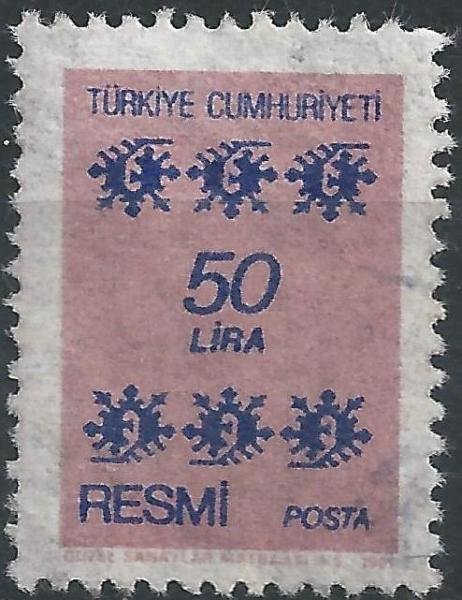 TÜRKİYE CUMHURİYETİ
50
LİRA
RESMİ POSTA